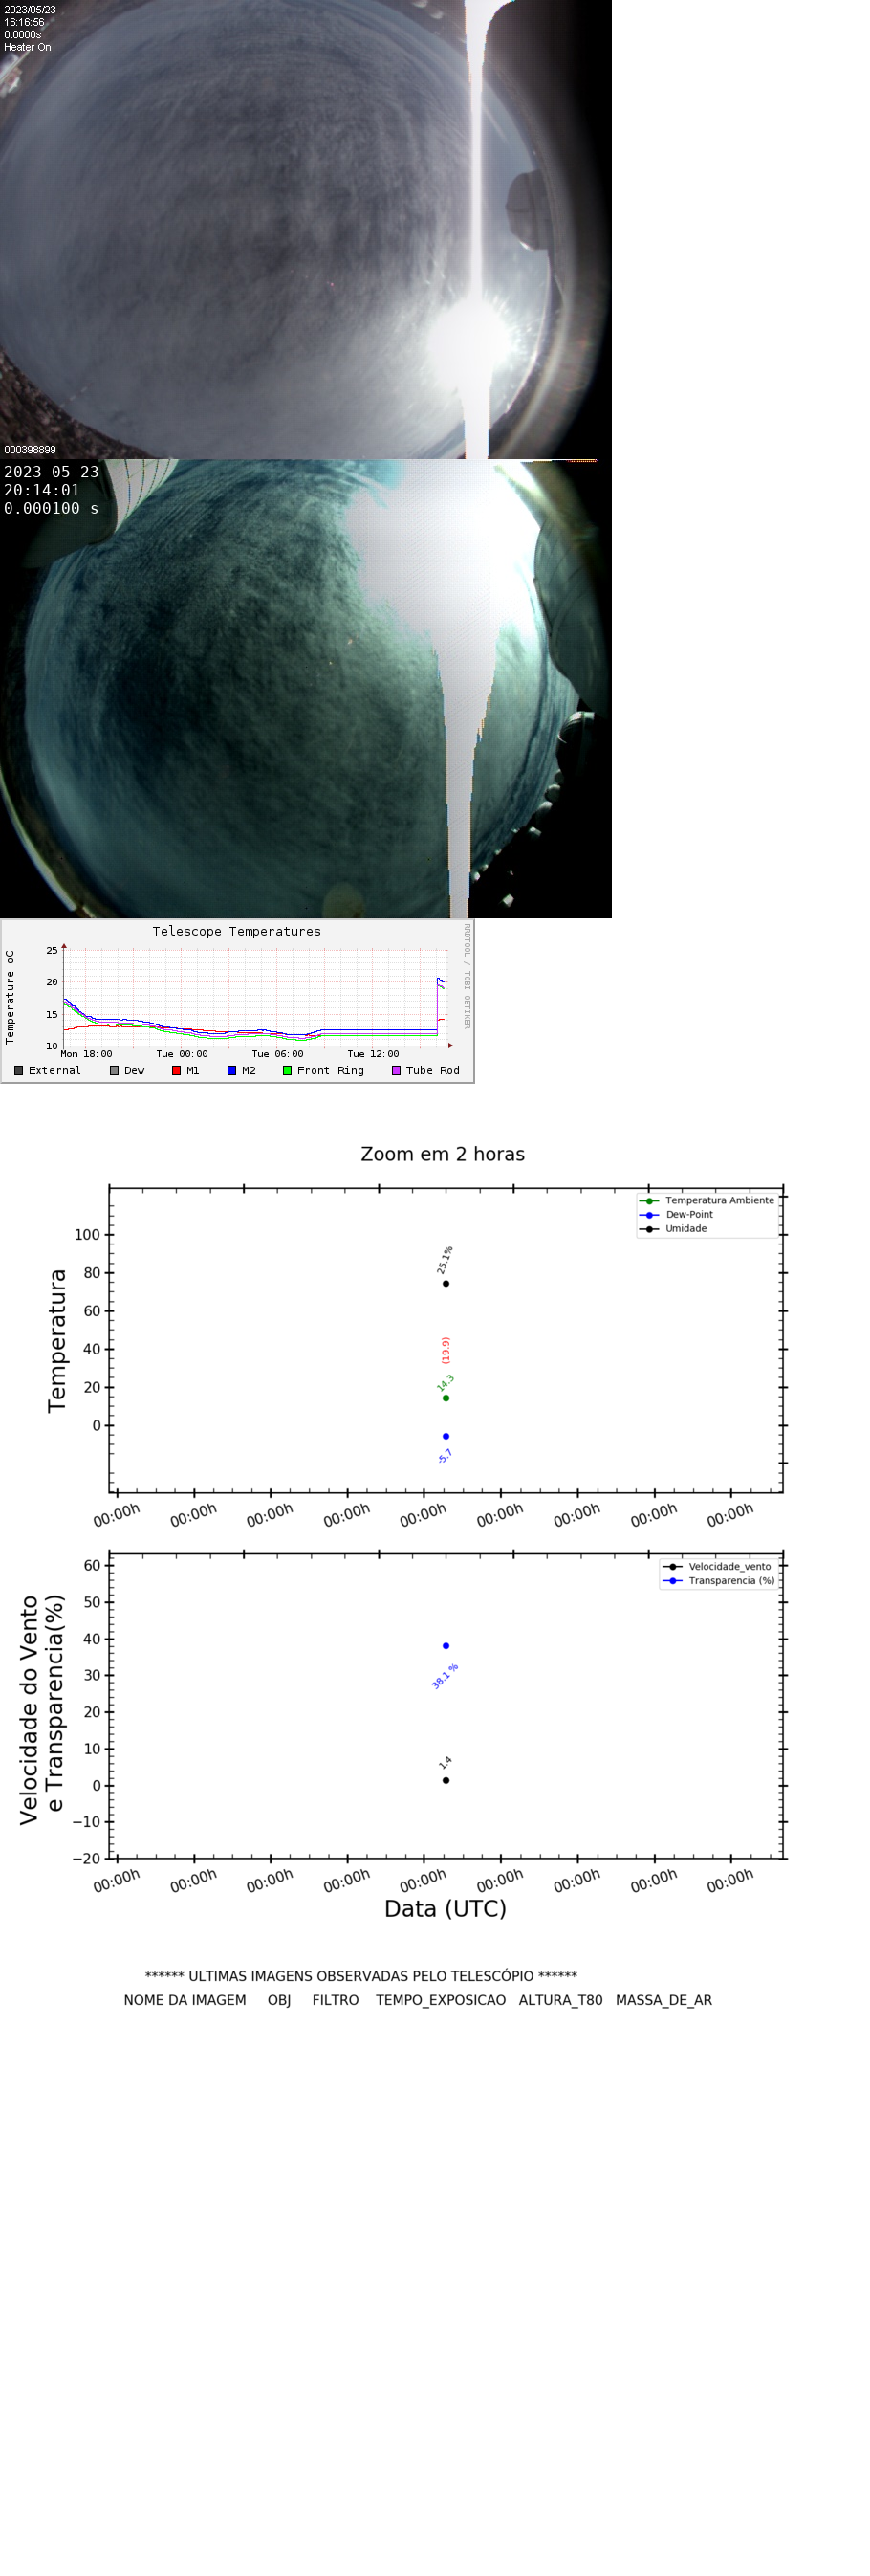 2023/05/23
16:16:56
0.0000s
Heater On
000398899
2023-05-23
20:14:01
0.000100 s
Telescope Temperatures
RRDTOOL / TOBI OETIKER
Temperature oC
25
20
15
10
Mon 18:00 Tue 00:00 Tue 06:00 Tue 12:00
External Dew M1 M2 Front Ring Tube Rod
Zoom em 2 horas
Temperatura
100
80
60
40
20
0
Temperatura Ambiente
Dew-Point
Umidade
25.1%
(19.9)
14.3
-5.7
00:00h 00:00h 00:00h 00:00h 00:00h 00:00h 00:00h 00:00h 00:00h
Velocidade do Vento
e Transparencia(%)
60
50
40
30
20
10
0
−10
−20
Velocidade_vento
Transparencia (%)
38.1 %
1.4
00:00h 00:00h 00:00h 00:00h 00:00h 00:00h 00:00h 00:00h 00:00h
Data (UTC)
****** ULTIMAS IMAGENS OBSERVADAS PELO TELESCÓPIO ******
NOME DA IMAGEM OBJ FILTRO TEMPO_EXPOSICAO ALTURA_T80 MASSA_DE_AR